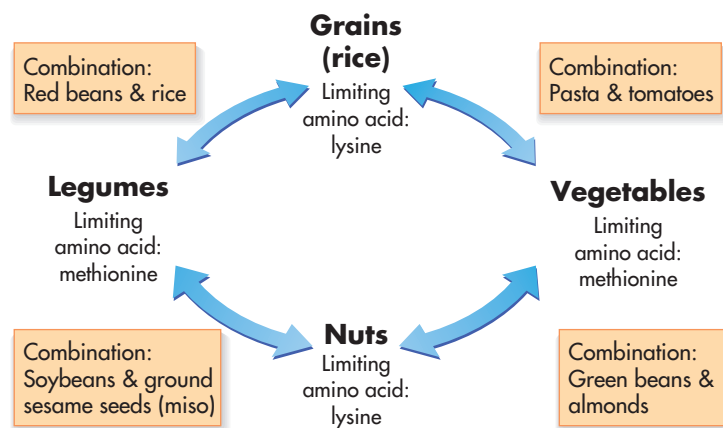 Grains
(rice)
Limiting
amino acid:
lysine
Combination:
Red beans & rice
Combination:
Pasta & tomatoes
Legumes
Limiting
amino acid:
methionine
Vegetables
Limiting
amino acid:
methionine
Nuts
Limiting
amino acid:
lysine
Combination:
Soybeans & ground
sesame seeds (miso)
Combination:
Green beans &
almonds